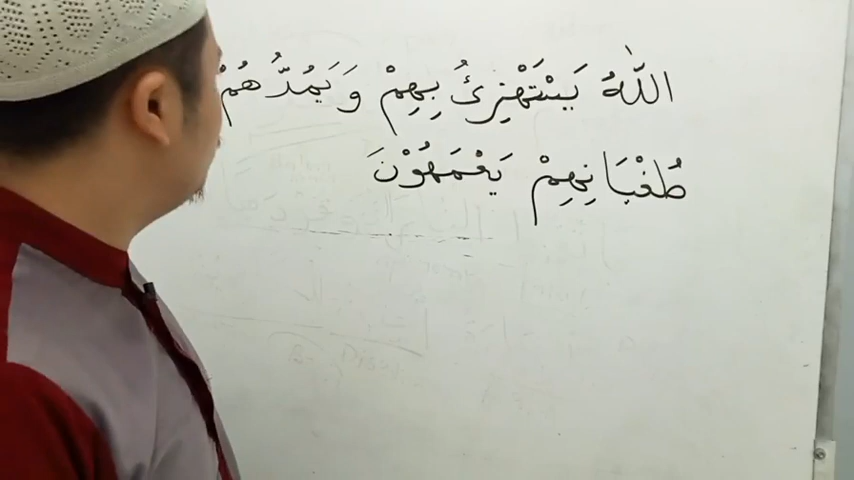 اللّٰهُ يَسْتَهْزِئُ بِهِمْ وَيَمُدُّهُمْ
طُغْيَانِهِمْ يَعْمَهُوْنَ